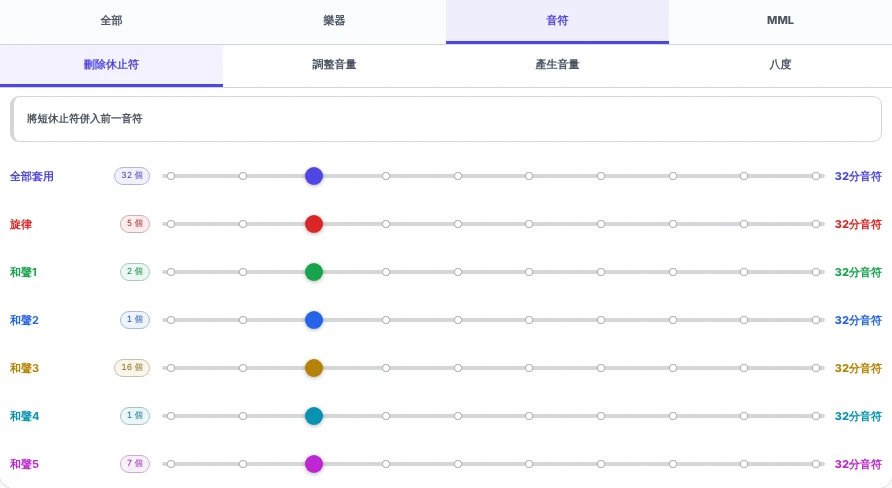 全部 樂器 音符 MML
刪除休止符 調整音量 產生音量 八度
將短休止符併入前一音符
全部套用 32 個 32分音符
旋律 5 個 32分音符
和聲1 2 個 32分音符
和聲2 1 個 32分音符
和聲3 16 個 32分音符
和聲4 1 個 32分音符
和聲5 7 個 32分音符